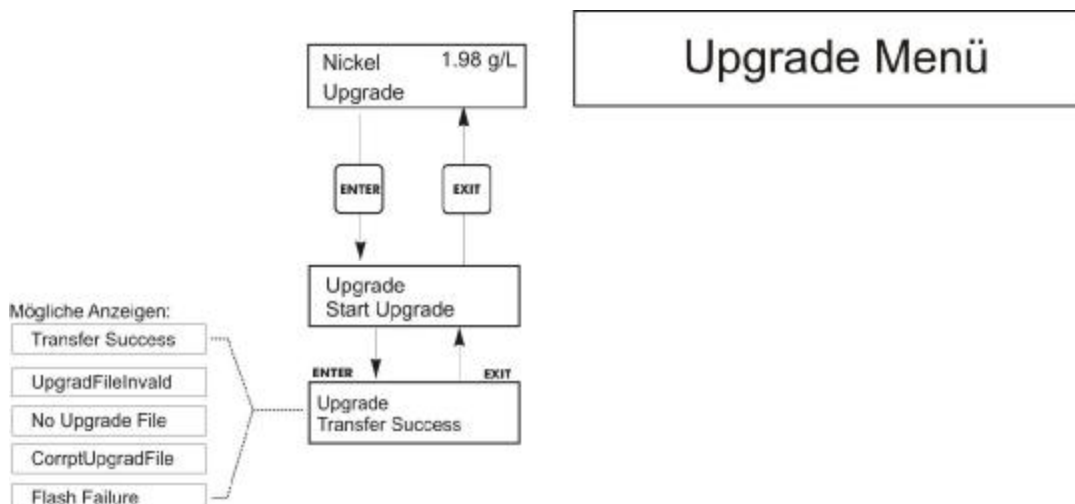 Upgrade Menü
Nickel 1.98 g/L
Upgrade
ENTER EXIT
Upgrade
Start Upgrade
Mögliche Anzeigen:
Transfer Success
UpgradFileInvald
No Upgrade File
CorrptUpgradFile
Flash Failure
ENTER EXIT
Upgrade
Transfer Success